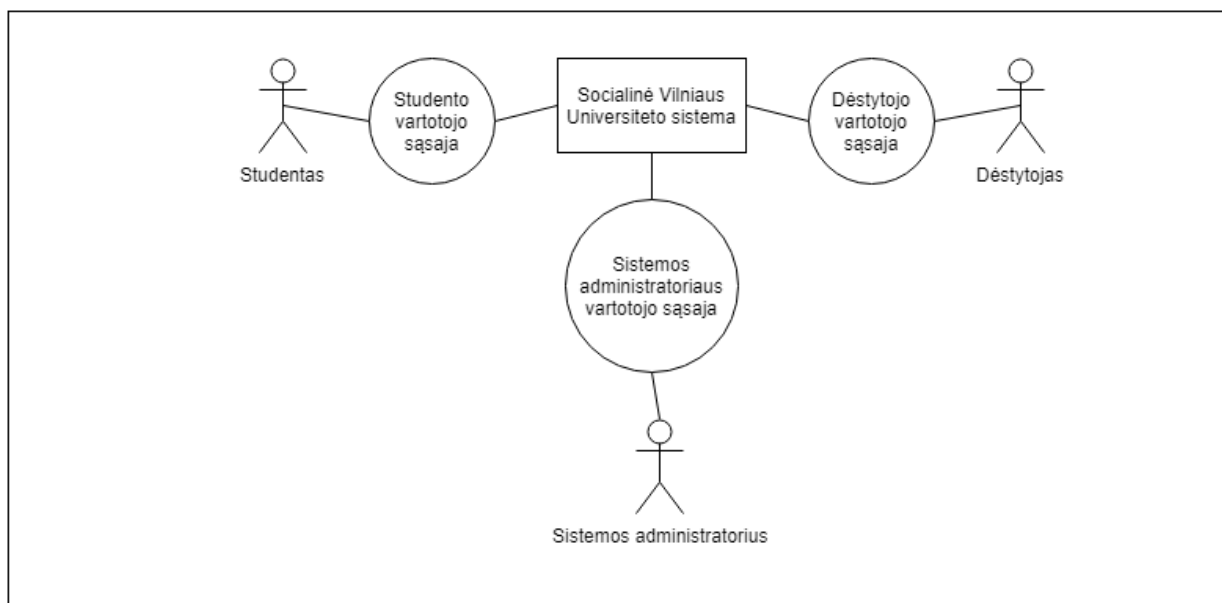 Studento
vartotojo
sąsaja
Socialinė Vilniaus
Universiteto sistema
Dėstytojo
vartotojo
sąsaja
Studentas
Dėstytojas
Sistemos
administratoriaus
vartotojo sąsaja
Sistemos administratorius